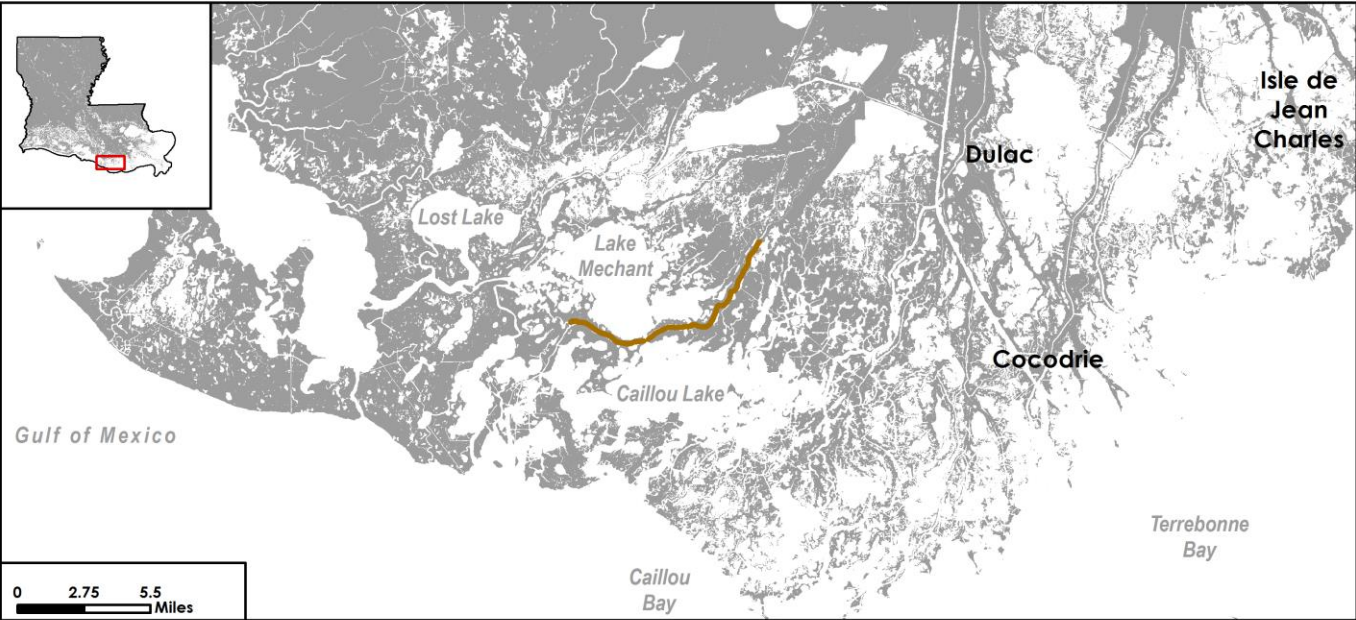 Isle de
Jean
Charles
Dulac
Lost Lake
Lake
Mechant
Cocodrie
Caillou Lake
Gulf of Mexico
Terrebonne
Bay
Caillou
Bay
0 2.75 5.5
Miles